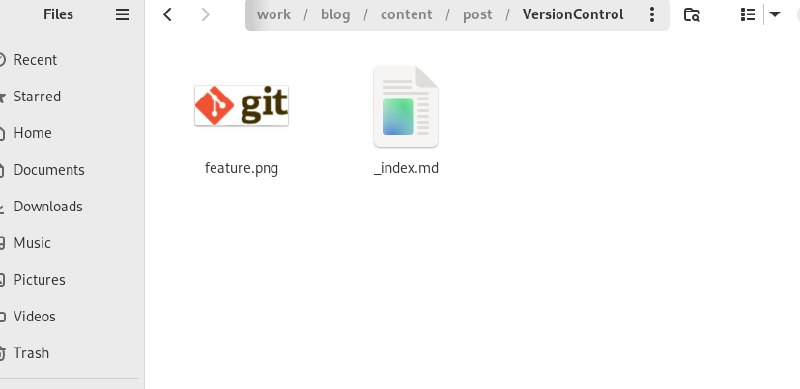 Files
work / blog / content / post / VersionControl
Recent
Starred
Home
Documents
Downloads
Music
Pictures
Videos
Trash
git
feature.png
_index.md